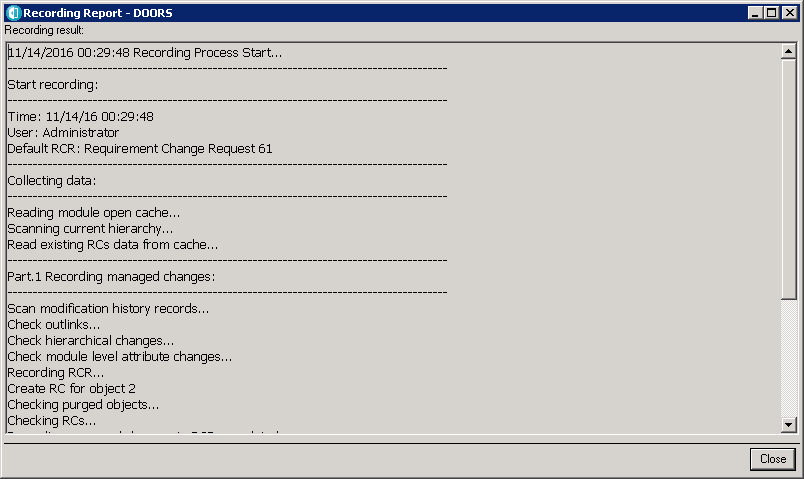 Recording Report - DOORS
Recording result:
11/14/2016 00:29:48 Recording Process Start...
--------------------------------------------------------------------------------
Start recording:
--------------------------------------------------------------------------------
Time: 11/14/16 00:29:48
User: Administrator
Default RCR: Requirement Change Request 61
--------------------------------------------------------------------------------
Collecting data:
--------------------------------------------------------------------------------
Reading module open cache...
Scanning current hierarchy...
Read existing RCs data from cache...
--------------------------------------------------------------------------------
Part.1 Recording managed changes:
--------------------------------------------------------------------------------
Scan modification history records...
Check outlinks...
Check hierarchical changes...
Check module level attribute changes...
Recording RCR...
Create RC for object 2
Checking purged objects...
Checking RCs...
Close